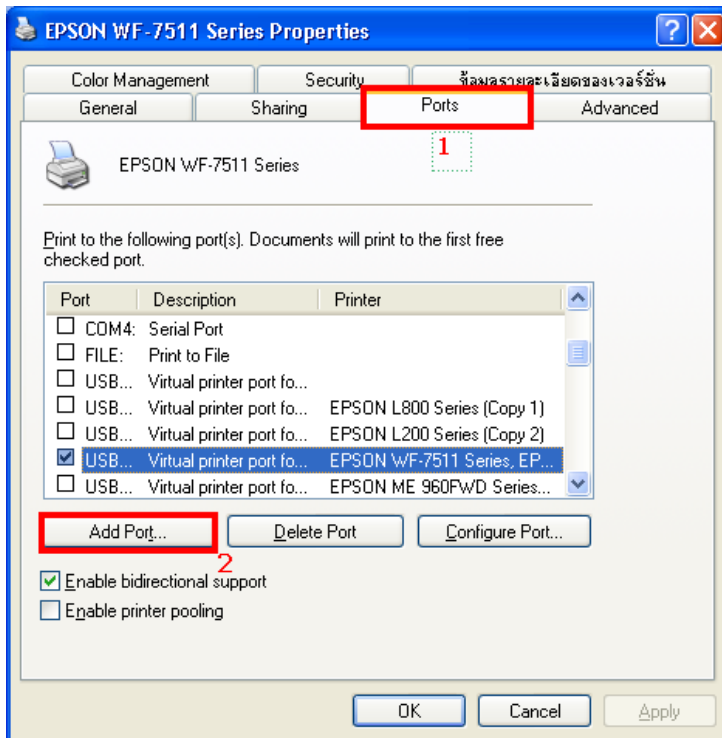 EPSON WF-7511 Series Properties
Color Management Security ข้อมูลรายละเอียดของเวอร์ชั่น
General Sharing Ports Advanced
1
EPSON WF-7511 Series
Print to the following port(s). Documents will print to the first free
checked port.
Port Description Printer
COM4: Serial Port
FILE: Print to File
USB... Virtual printer port fo...
USB... Virtual printer port fo... EPSON L800 Series (Copy 1)
USB... Virtual printer port fo... EPSON L200 Series (Copy 2)
USB... Virtual printer port fo... EPSON WF-7511 Series, EP...
USB... Virtual printer port fo... EPSON ME 960FWD Series...
Add Port... Delete Port Configure Port...
2
Enable bidirectional support
Enable printer pooling
OK Cancel Apply